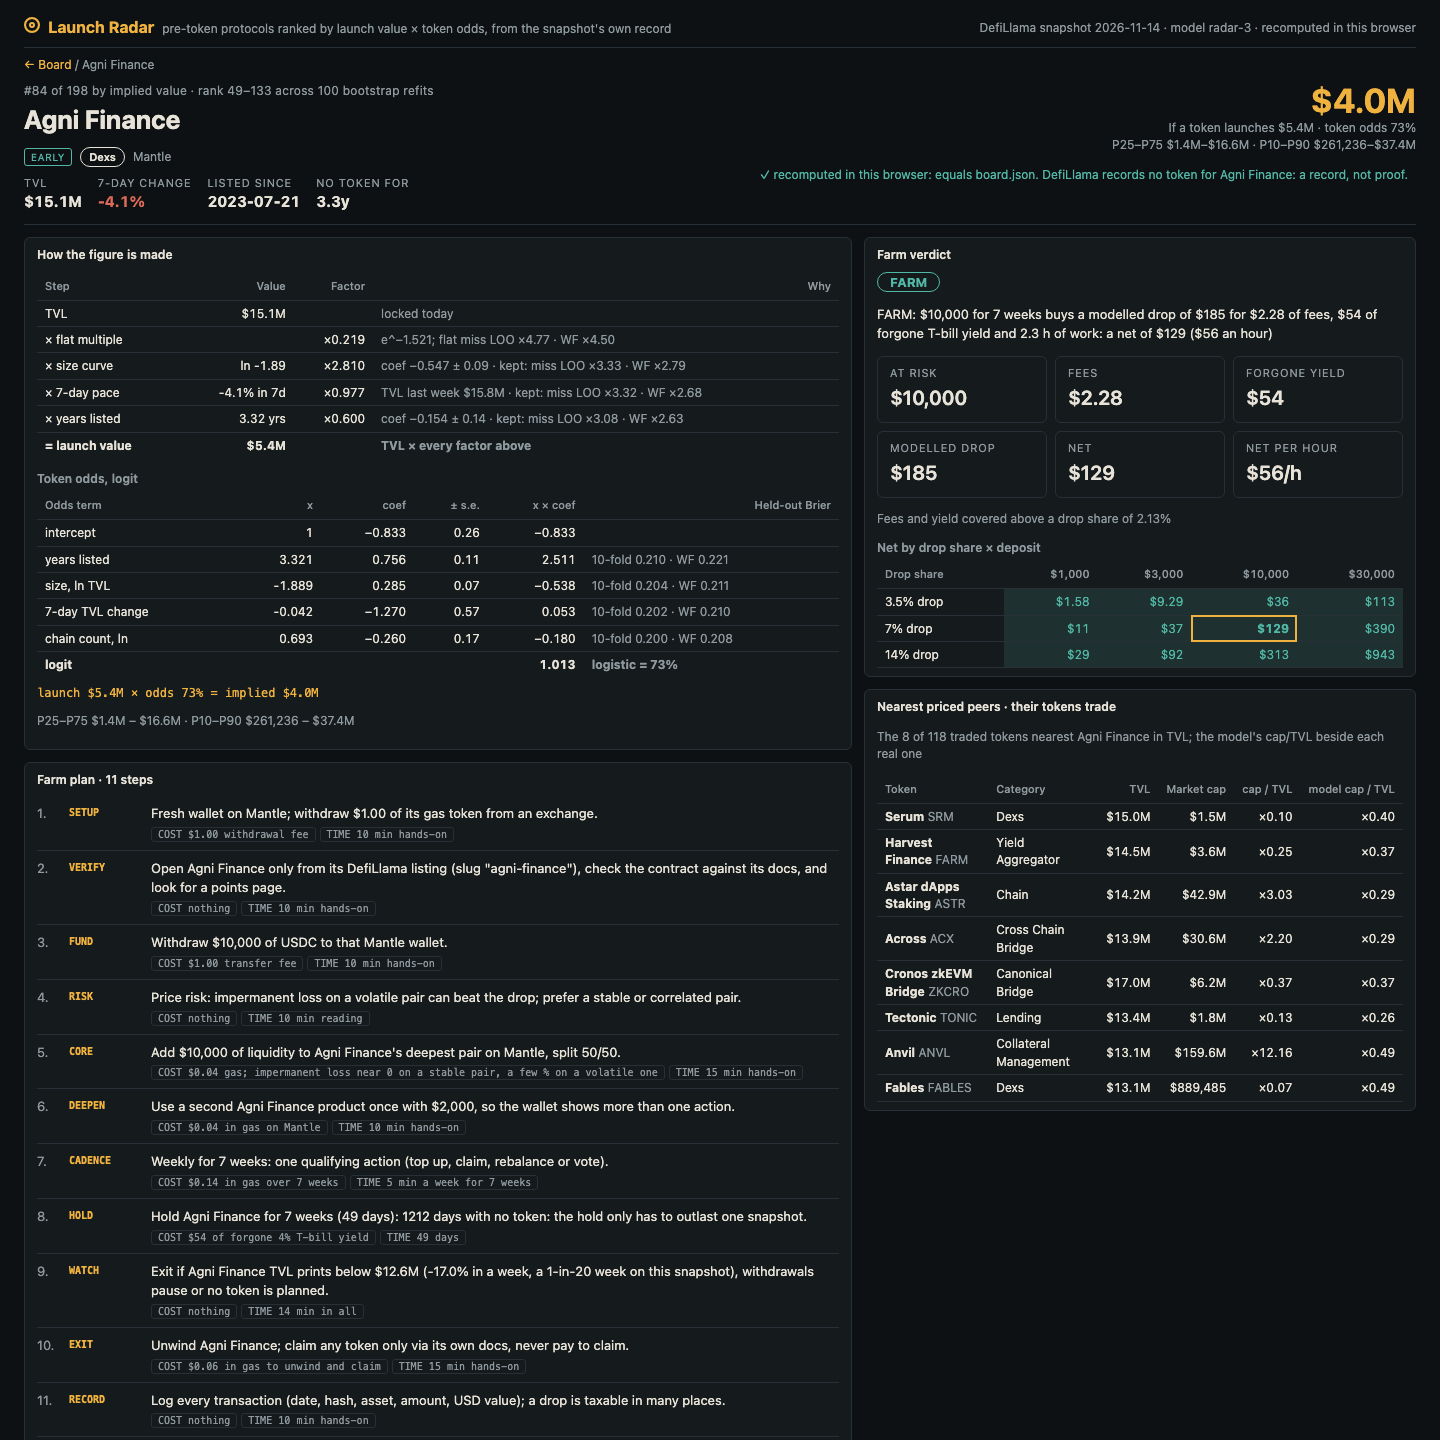 Launch Radar pre-token protocols ranked by launch value × token odds, from the snapshot's own record
DefiLlama snapshot 2026-11-14 · model radar-3 · recomputed in this browser
← Board / Agni Finance
#84 of 198 by implied value · rank 49–133 across 100 bootstrap refits
Agni Finance
EARLY Dexs Mantle
TVL 7-DAY CHANGE LISTED SINCE NO TOKEN FOR
$15.1M -4.1% 2023-07-21 3.3y
$4.0M
If a token launches $5.4M · token odds 73%
P25–P75 $1.4M–$16.6M · P10–P90 $261,236–$37.4M
✓ recomputed in this browser: equals board.json. DefiLlama records no token for Agni Finance: a record, not proof.
How the figure is made
Step Value Factor Why
TVL $15.1M locked today
× flat multiple ×0.219 e^−1.521; flat miss LOO ×4.77 · WF ×4.50
× size curve ln -1.89 ×2.810 coef −0.547 ± 0.09 · kept: miss LOO ×3.33 · WF ×2.79
× 7-day pace -4.1% in 7d ×0.977 TVL last week $15.8M · kept: miss LOO ×3.32 · WF ×2.68
× years listed 3.32 yrs ×0.600 coef −0.154 ± 0.14 · kept: miss LOO ×3.08 · WF ×2.63
= launch value $5.4M TVL × every factor above
Token odds, logit
Odds term x coef ± s.e. x × coef Held-out Brier
intercept 1 −0.833 0.26 −0.833
years listed 3.321 0.756 0.11 2.511 10-fold 0.210 · WF 0.221
size, ln TVL -1.889 0.285 0.07 −0.538 10-fold 0.204 · WF 0.211
7-day TVL change -0.042 −1.270 0.57 0.053 10-fold 0.202 · WF 0.210
chain count, ln 0.693 −0.260 0.17 −0.180 10-fold 0.200 · WF 0.208
logit 1.013 logistic = 73%
launch $5.4M × odds 73% = implied $4.0M
P25–P75 $1.4M – $16.6M · P10–P90 $261,236 – $37.4M
Farm plan · 11 steps
1. SETUP Fresh wallet on Mantle; withdraw $1.00 of its gas token from an exchange.
COST $1.00 withdrawal fee TIME 10 min hands-on
2. VERIFY Open Agni Finance only from its DefiLlama listing (slug "agni-finance"), check the contract against its docs, and
look for a points page.
COST nothing TIME 10 min hands-on
3. FUND Withdraw $10,000 of USDC to that Mantle wallet.
COST $1.00 transfer fee TIME 10 min hands-on
4. RISK Price risk: impermanent loss on a volatile pair can beat the drop; prefer a stable or correlated pair.
COST nothing TIME 10 min reading
5. CORE Add $10,000 of liquidity to Agni Finance's deepest pair on Mantle, split 50/50.
COST $0.04 gas; impermanent loss near 0 on a stable pair, a few % on a volatile one TIME 15 min hands-on
6. DEEPEN Use a second Agni Finance product once with $2,000, so the wallet shows more than one action.
COST $0.04 in gas on Mantle TIME 10 min hands-on
7. CADENCE Weekly for 7 weeks: one qualifying action (top up, claim, rebalance or vote).
COST $0.14 in gas over 7 weeks TIME 5 min a week for 7 weeks
8. HOLD Hold Agni Finance for 7 weeks (49 days): 1212 days with no token: the hold only has to outlast one snapshot.
COST $54 of forgone 4% T-bill yield TIME 49 days
9. WATCH Exit if Agni Finance TVL prints below $12.6M (-17.0% in a week, a 1-in-20 week on this snapshot), withdrawals
pause or no token is planned.
COST nothing TIME 14 min in all
10. EXIT Unwind Agni Finance; claim any token only via its own docs, never pay to claim.
COST $0.06 in gas to unwind and claim TIME 15 min hands-on
11. RECORD Log every transaction (date, hash, asset, amount, USD value); a drop is taxable in many places.
COST nothing TIME 10 min hands-on
Farm verdict
FARM
FARM: $10,000 for 7 weeks buys a modelled drop of $185 for $2.28 of fees, $54 of
forgone T-bill yield and 2.3 h of work: a net of $129 ($56 an hour)
AT RISK FEES FORGONE YIELD
$10,000 $2.28 $54
MODELLED DROP NET NET PER HOUR
$185 $129 $56/h
Fees and yield covered above a drop share of 2.13%
Net by drop share × deposit
Drop share $1,000 $3,000 $10,000 $30,000
3.5% drop $1.58 $9.29 $36 $113
7% drop $11 $37 $129 $390
14% drop $29 $92 $313 $943
Nearest priced peers · their tokens trade
The 8 of 118 traded tokens nearest Agni Finance in TVL; the model's cap/TVL beside each
real one
Token Category TVL Market cap cap / TVL model cap / TVL
Serum SRM Dexs $15.0M $1.5M ×0.10 ×0.40
Harvest Finance FARM Yield Aggregator $14.5M $3.6M ×0.25 ×0.37
Astar dApps Staking ASTR Chain $14.2M $42.9M ×3.03 ×0.29
Across ACX Cross Chain Bridge $13.9M $30.6M ×2.20 ×0.29
Cronos zkEVM Bridge ZKCRO Canonical Bridge $17.0M $6.2M ×0.37 ×0.37
Tectonic TONIC Lending $13.4M $1.8M ×0.13 ×0.26
Anvil ANVL Collateral Management $13.1M $159.6M ×12.16 ×0.49
Fables FABLES Dexs $13.1M $889,485 ×0.07 ×0.49